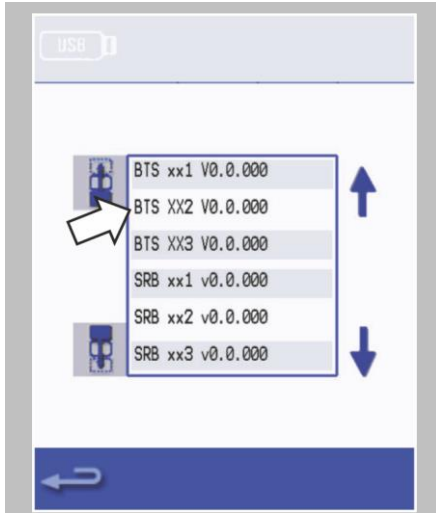 USB
BTS xx1 V0.0.000
BTS XX2 V0.0.000
BTS XX3 V0.0.000
SRB xx1 v0.0.000
SRB xx2 v0.0.000
SRB xx3 v0.0.000